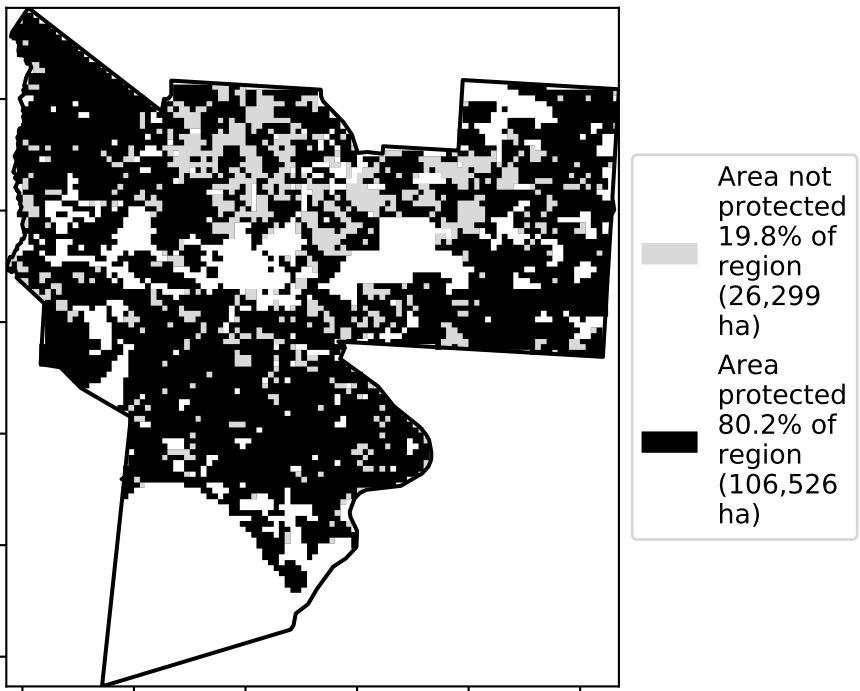 Area not
protected
19.8% of
region
(26,299
ha)
Area
protected
80.2% of
region
(106,526
ha)